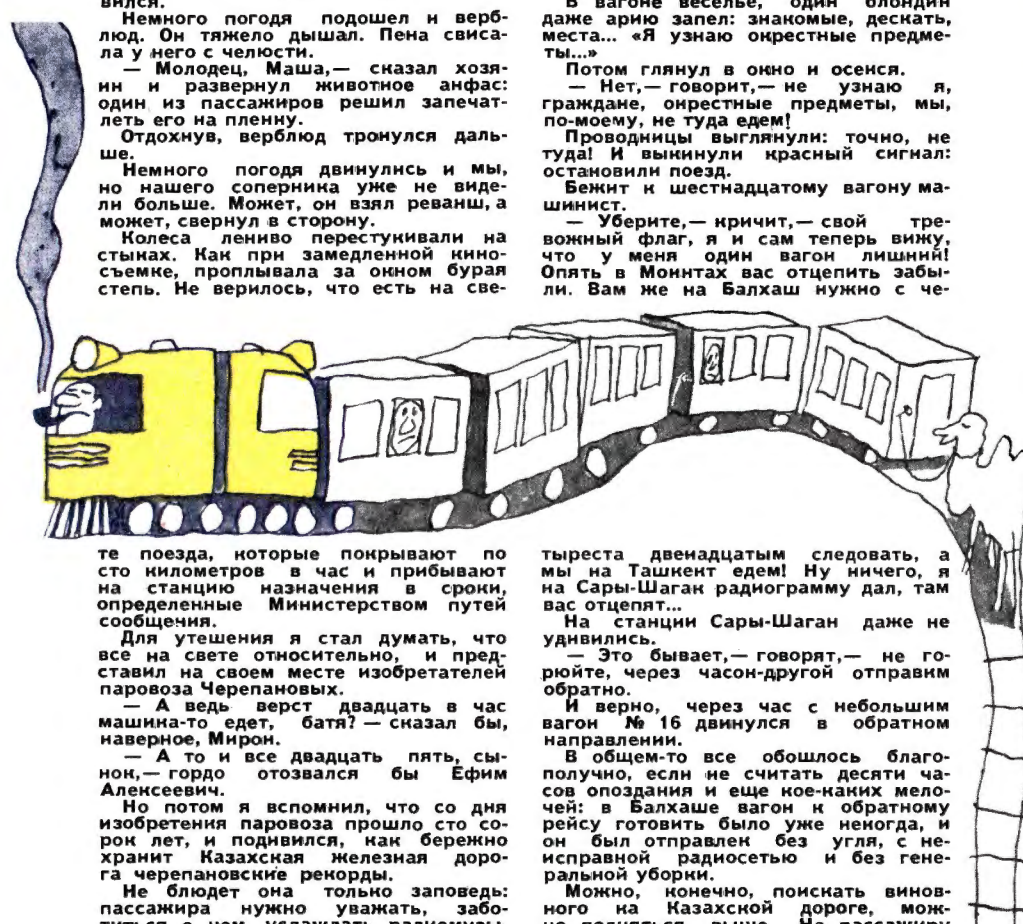 вился.
Немного погодя подошел и верб-
люд. Он тяжело дышал. Пена свиса-
ла у него с челюсти.
— Молодец, Маша,— сказал хозя-
ин и развернул животное анфас:
один из пассажиров решил запечат-
леть его на пленку.
Отдохнув, верблюд тронулся даль-
ше.
Немного погодя двинулись и мы,
но нашего соперника уже не виде-
ли больше. Может, он взял реванш, а
может, свернул в сторону.
Колеса лениво перестукивали на
стыках. Как при замедленной кино-
съемке, проплывала за окном бурая
степь. Не верилось, что есть на све-
те поезда, которые покрывают по
сто километров в час и прибывают
на станцию назначения в сроки,
определенные Министерством путей
сообщения.
Для утешения я стал думать, что
все на свете относительно, и пред-
ставил на своем месте изобретателей
паровоза Черепановых.
— А ведь верст двадцать в час
машина-то едет, батя? — сказал бы,
наверное, Мирон.
— А то и все двадцать пять, сы-
нок,— гордо отозвался бы Ефим
Алексеевич.
Но потом я вспомнил, что со дня
изобретения паровоза прошло сто со-
рок лет, и подивился, как бережно
хранит Казахская железная доро-
га черепановские рекорды.
Не блюдет она только заповедь:
пассажира нужно уважать, забо-
В вагоне веселье, один блондин
даже арию запел: знакомые, дескать,
места... «Я узнаю окрестные предме-
ты...»
Потом глянул в окно и осекся.
— Нет,— говорит,— не узнаю я,
граждане, окрестные предметы, мы,
по-моему, не туда едем!
Проводницы выглянули: точно, не
туда! И выкинули красный сигнал:
остановили поезд.
Бежит к шестнадцатому вагону ма-
шинист.
— Уберите,— кричит,— свой тре-
вожный флаг, я и сам теперь вижу,
что у меня один вагон лишний!
Опять в Моинтах вас отцепить забы-
ли. Вам же на Балхаш нужно с че-
тыреста двенадцатым следовать, а
мы на Ташкент едем! Ну ничего, я
на Сары-Шаган радиограмму дал, там
вас отцепят...
На станции Сары-Шаган даже не
удивились.
— Это бывает,— говорят,— не го-
рюйте, через часок-другой отправим
обратно.
И верно, через час с небольшим
вагон № 16 двинулся в обратном
направлении.
В общем-то все обошлось благо-
получно, если не считать десяти ча-
сов опоздания и еще кое-каких мело-
чей: в Балхаше вагон к обратному
рейсу готовить было уже некогда, и
он был отправлен без угля, с не-
исправной радиосетью и без гене-
ральной уборки.
Можно, конечно, поискать винов-
ного на Казахской дороге, мож-